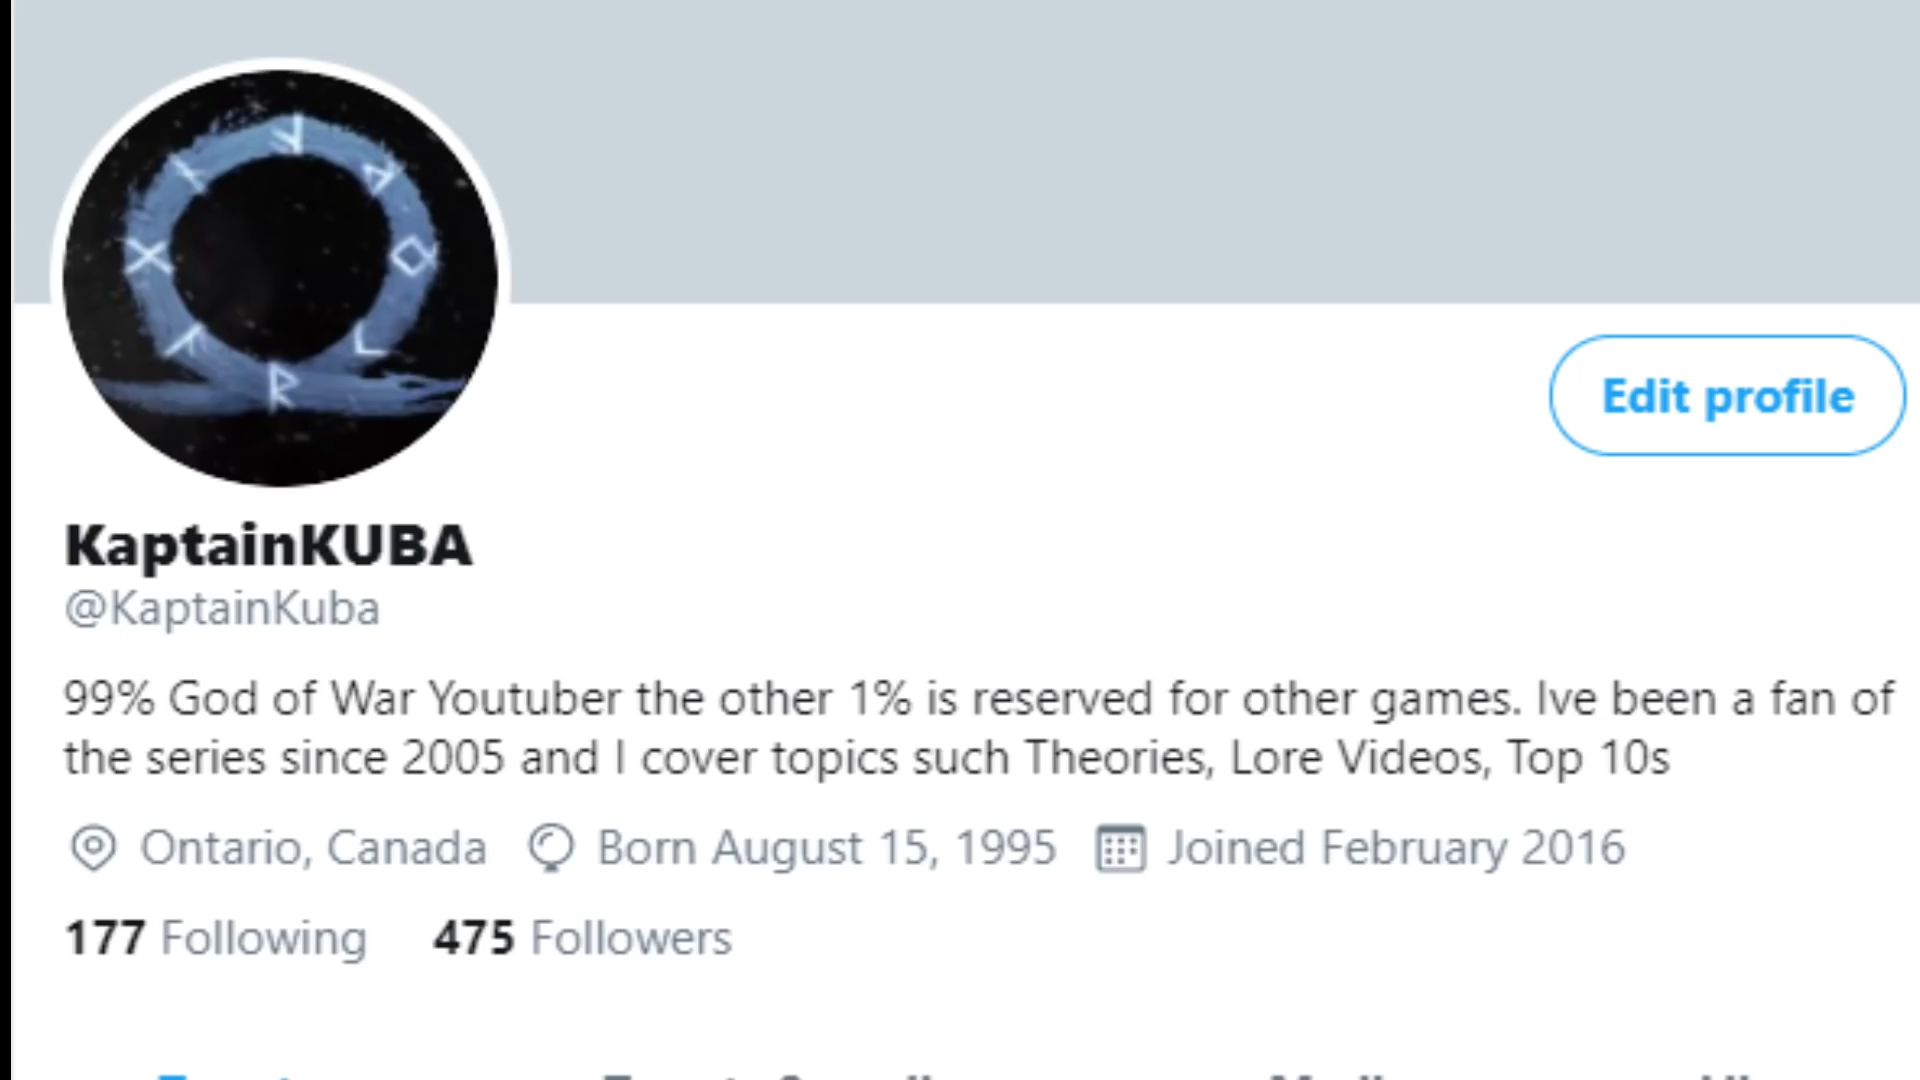 Edit profile
KaptainKUBA
@KaptainKuba
99% God of War Youtuber the other 1% is reserved for other games. Ive been a fan of
the series since 2005 and I cover topics such Theories, Lore Videos, Top 10s
Ontario, Canada Born August 15, 1995 Joined February 2016
177 Following 475 Followers